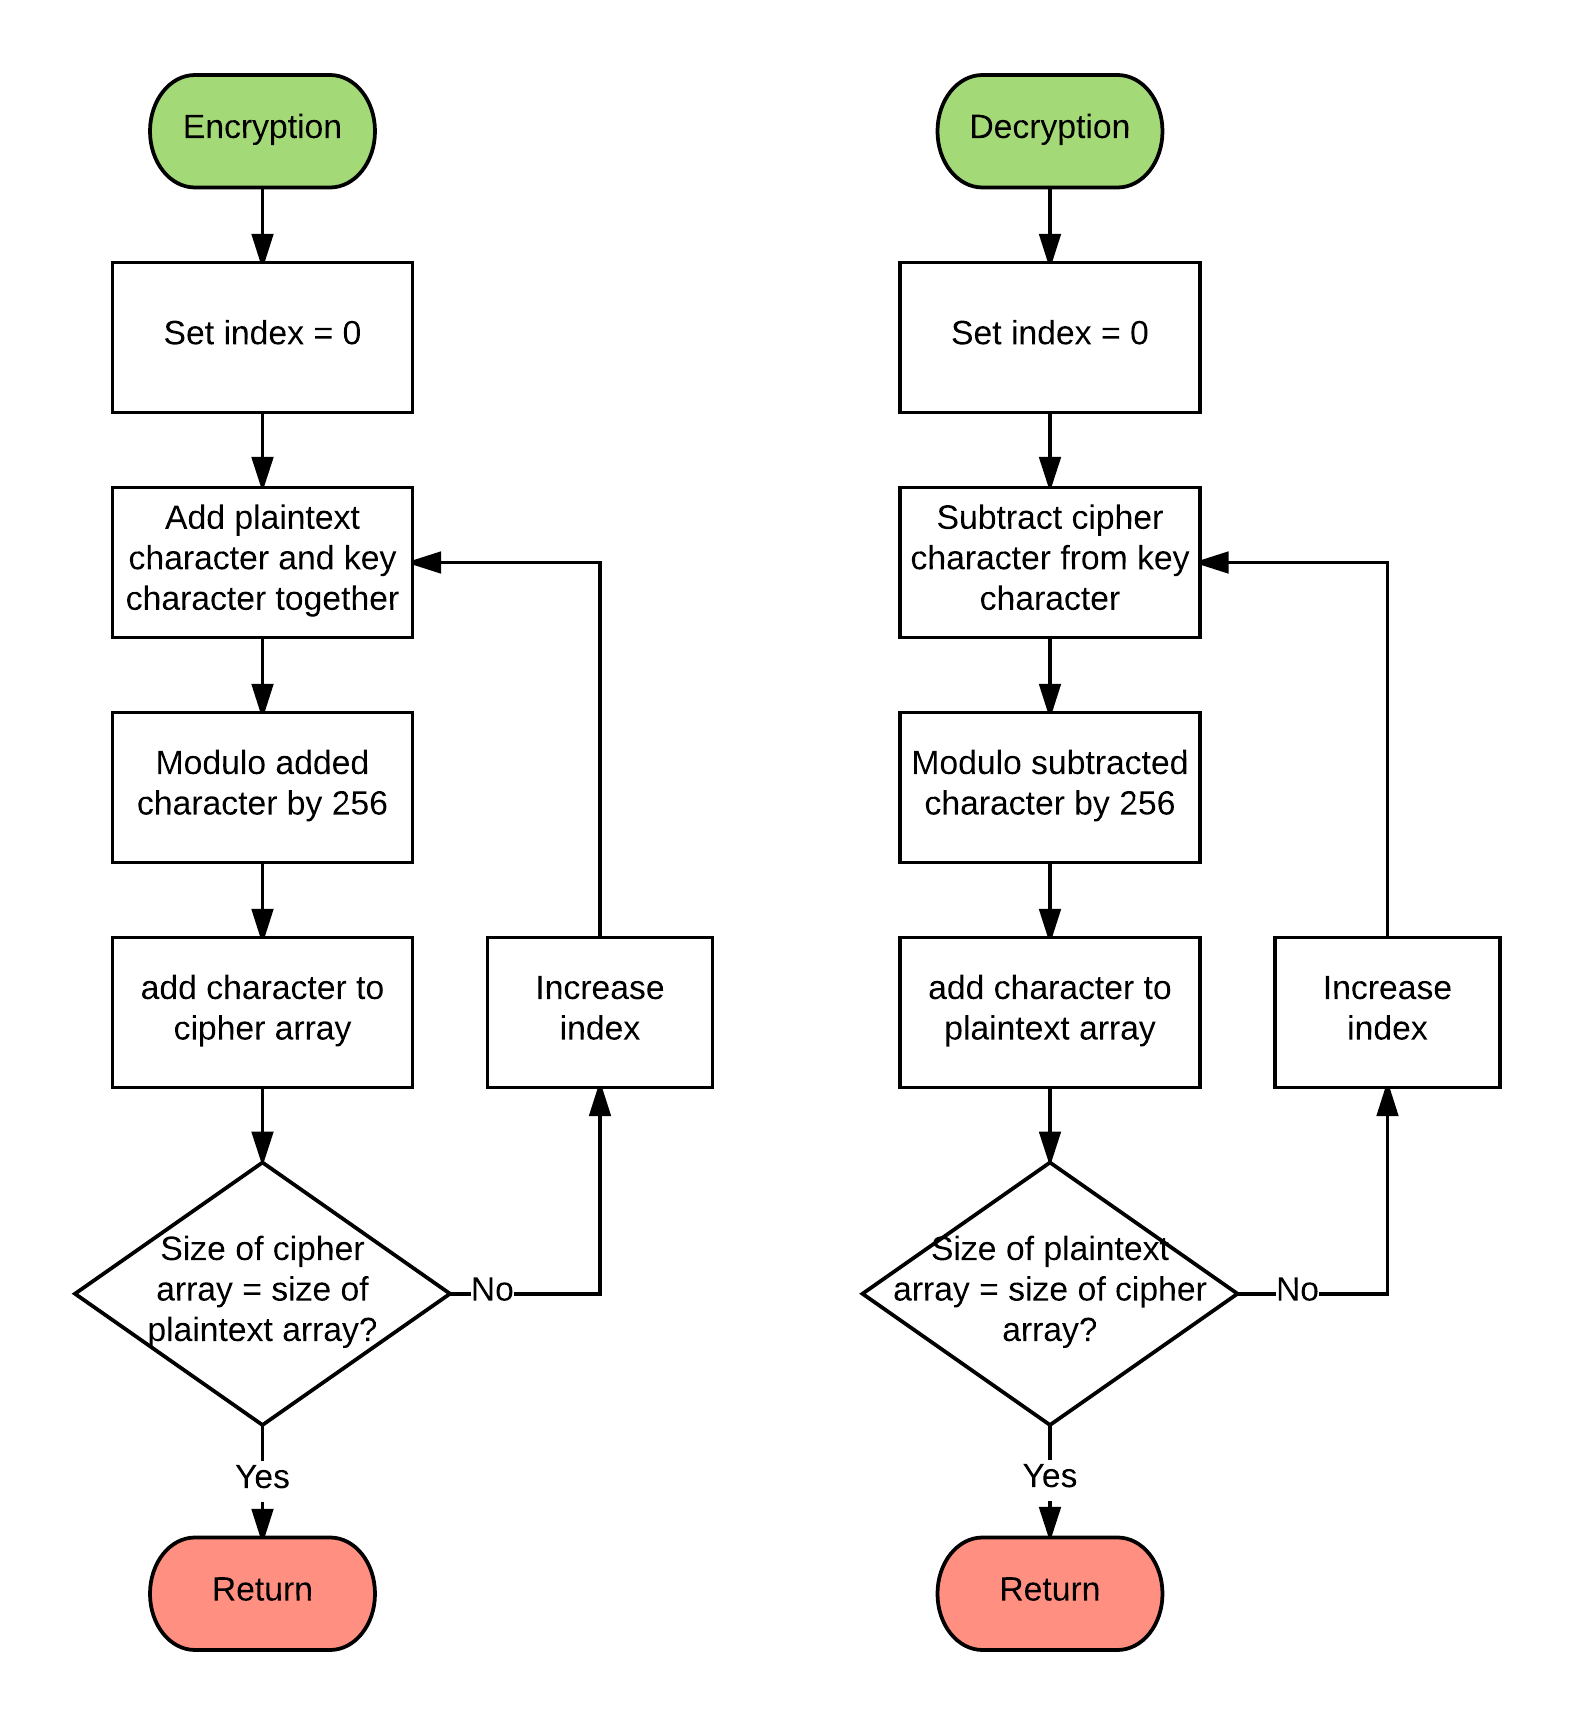 Encryption
Set index = 0
Add plaintext
character and key
character together
Modulo added
character by 256
add character to
cipher array
Increase
index
Size of cipher
array = size of
plaintext array?
No
Yes
Return
Decryption
Set index = 0
Subtract cipher
character from key
character
Modulo subtracted
character by 256
add character to
plaintext array
Increase
index
Size of plaintext
array = size of cipher
array?
No
Yes
Return